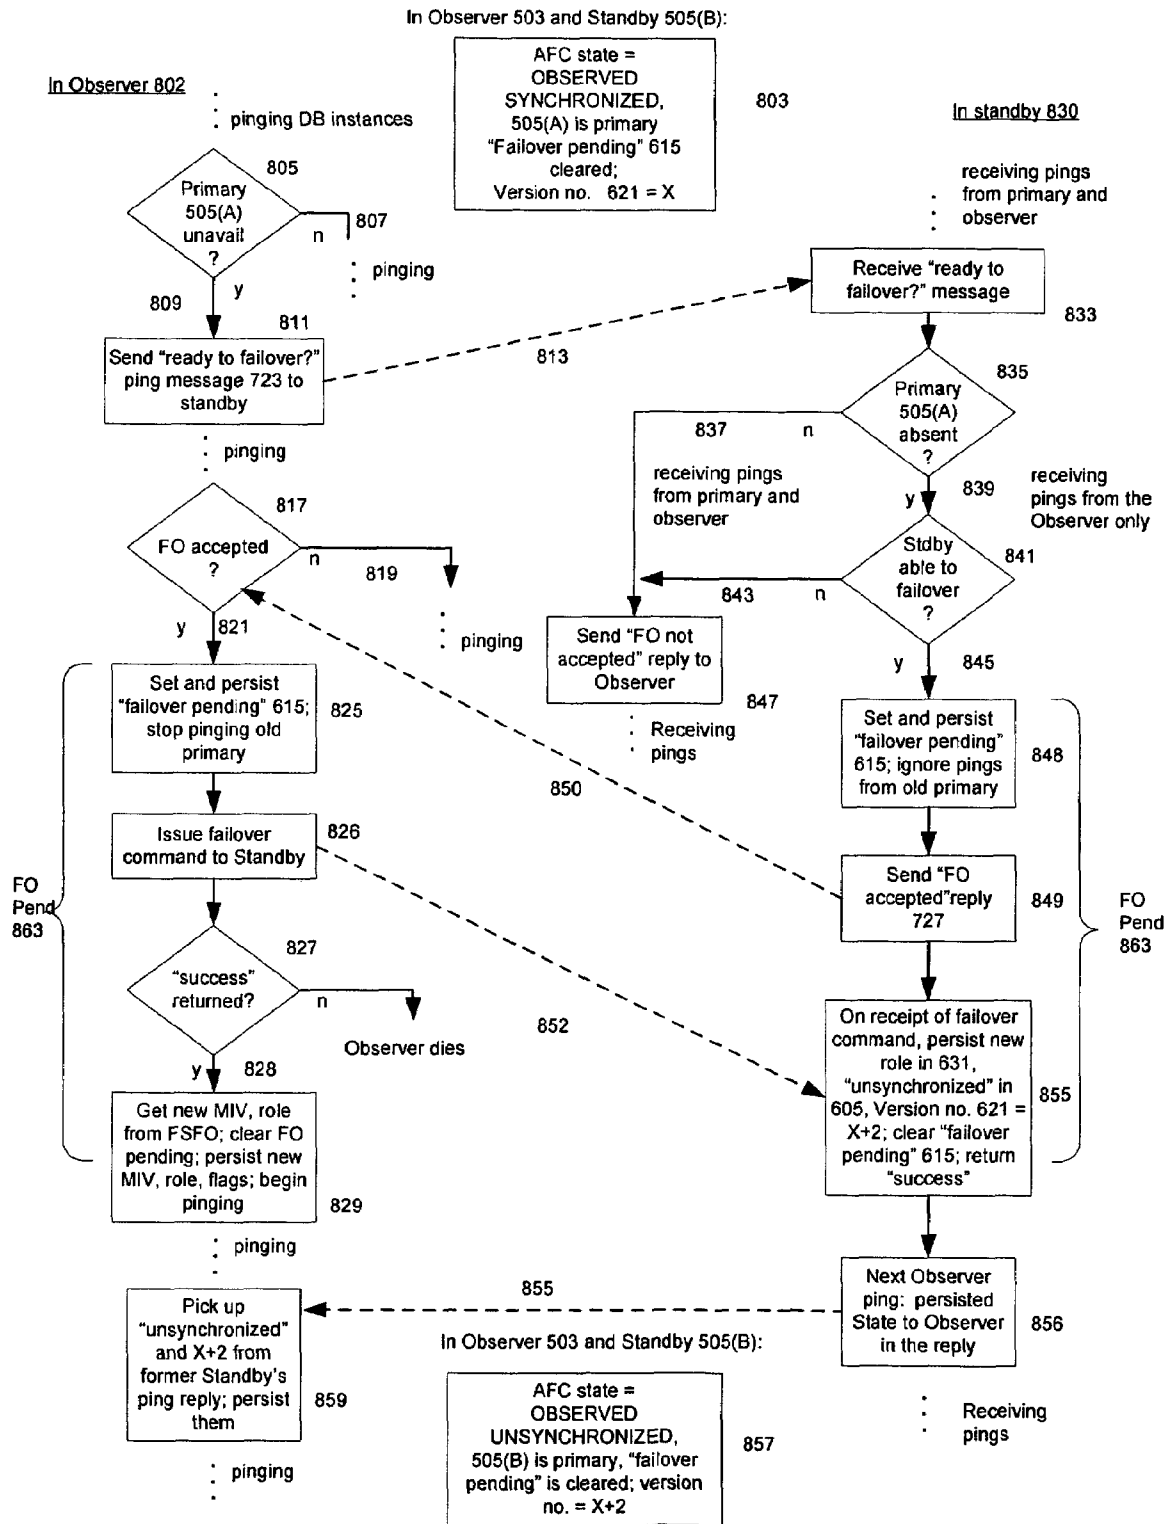 In Observer 503 and Standby 505(B):
AFC state =
OBSERVED
SYNCHRONIZED,
505(A) is primary
"Failover pending" 615
cleared;
Version no. 621 = X
803
In Observer 802
pinging DB instances
805
Primary
505(A)
unavail
?
n
807
pinging
y
809
811
Send "ready to failover?"
ping message 723 to
standby
813
pinging
817
FO accepted
?
n
819
pinging
y
821
Set and persist
"failover pending" 615;
stop pinging old
primary
825
Issue failover
command to Standby
826
FO
Pend
863
827
"success"
returned?
n
Observer dies
y
828
Get new MIV, role
from FSFO; clear FO
pending; persist new
MIV, role, flags; begin
pinging
829
pinging
Pick up
"unsynchronized"
and X+2 from
former Standby's
ping reply; persist
them
859
pinging
In standby 830
receiving pings
from primary and
observer
Receive "ready to
failover?" message
833
835
Primary
505(A)
absent
?
837
n
receiving pings
from primary and
observer
y
839
receiving
pings from the
Observer only
Stdby
able to
failover
?
841
843
n
Send "FO not
accepted" reply to
Observer
847
Receiving
pings
y
845
Set and persist
"failover pending"
615; ignore pings
from old primary
848
850
Send "FO
accepted"reply
727
849
FO
Pend
863
852
On receipt of failover
command, persist new
role in 631,
"unsynchronized" in
605, Version no. 621 =
X+2; clear "failover
pending" 615; return
"success"
855
Next Observer
ping: persisted
State to Observer
in the reply
856
855
Receiving
pings
In Observer 503 and Standby 505(B):
AFC state =
OBSERVED
UNSYNCHRONIZED,
505(B) is primary, "failover
pending" is cleared; version
no. = X+2
857